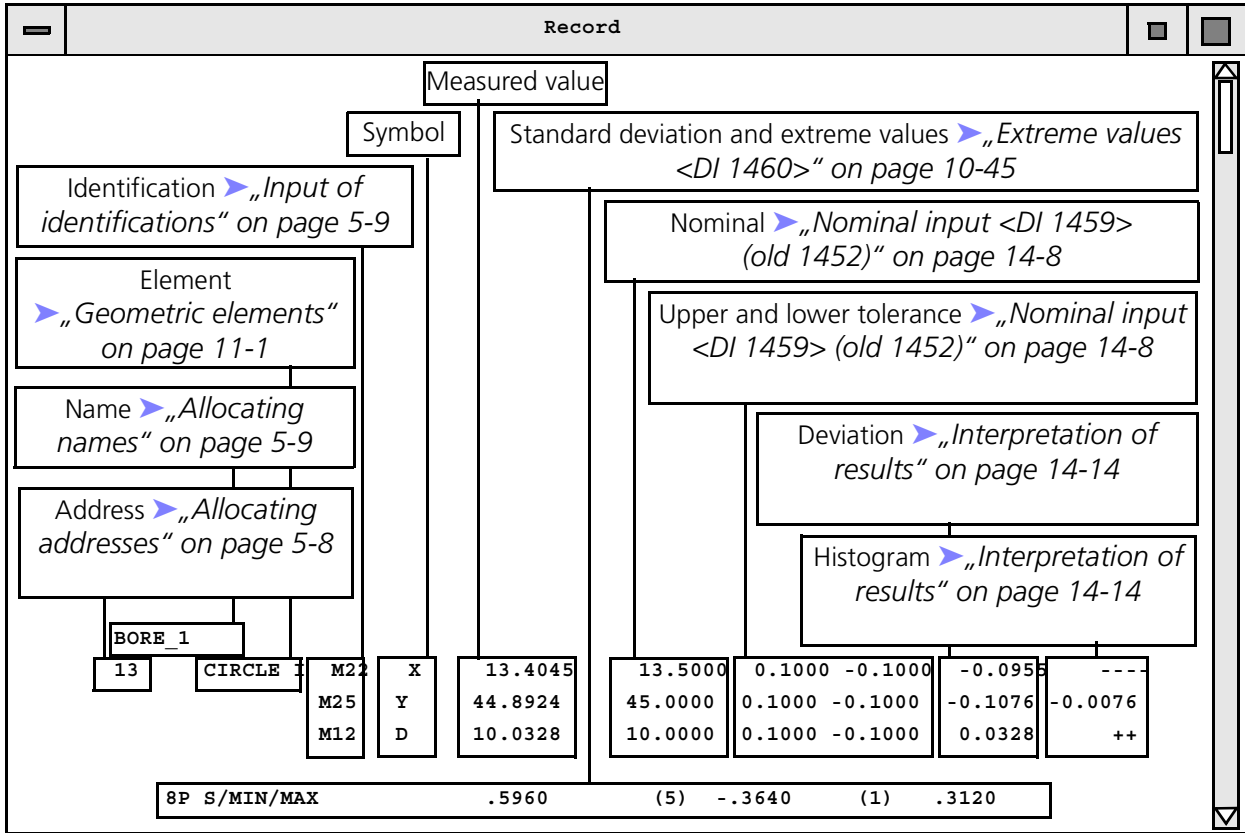 Record
Measured value
Symbol
Standard deviation and extreme values ➤ „Extreme values
<DI 1460>“ on page 10-45
Identification ➤ „Input of
identifications“ on page 5-9
Nominal ➤ „Nominal input <DI 1459>
(old 1452)“ on page 14-8
Element
➤ „Geometric elements“
on page 11-1
Upper and lower tolerance ➤ „Nominal input
<DI 1459> (old 1452)“ on page 14-8
Name ➤ „Allocating
names“ on page 5-9
Deviation ➤ „Interpretation of
results“ on page 14-14
Address ➤ „Allocating
addresses“ on page 5-8
Histogram ➤ „Interpretation of
results“ on page 14-14
BORE_1
13 CIRCLE I M22 X 13.4045 13.5000 0.1000 -0.1000 -0.0955 ----
M25 Y 44.8924 45.0000 0.1000 -0.1000 -0.1076 -0.0076
M12 D 10.0328 10.0000 0.1000 -0.1000 0.0328 ++
8P S/MIN/MAX .5960 (5) -.3640 (1) .3120